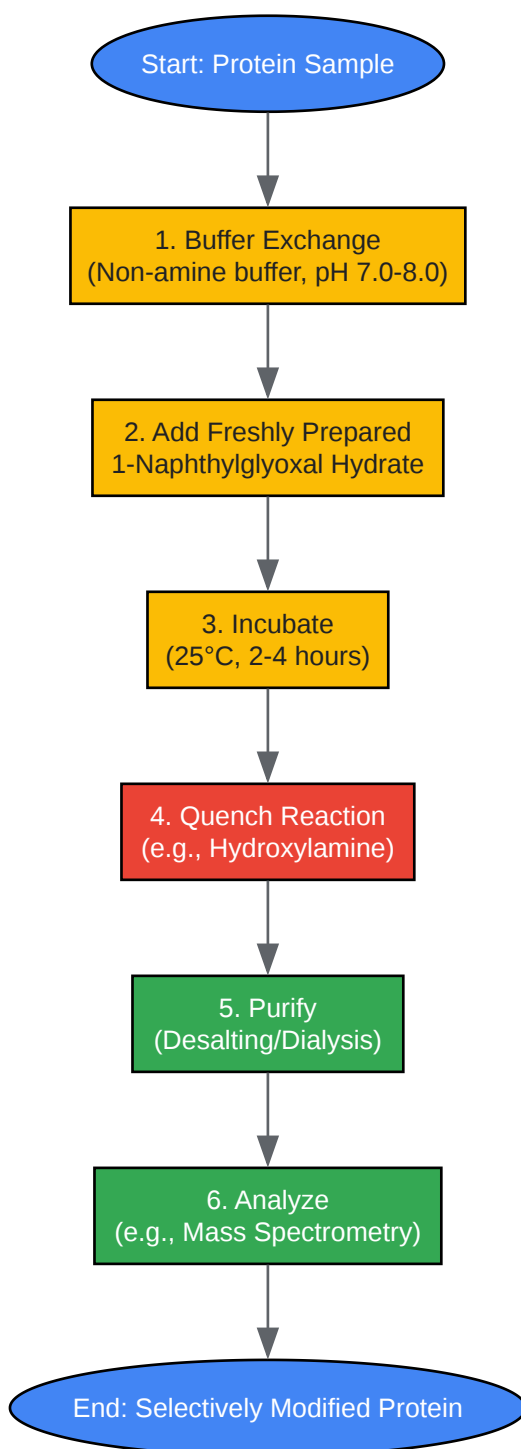 Start: Protein Sample
1. Buffer Exchange
(Non-amine buffer, pH 7.0-8.0)
2. Add Freshly Prepared
1-Naphthylglyoxal Hydrate
3. Incubate
(25°C, 2-4 hours)
4. Quench Reaction
(e.g., Hydroxylamine)
5. Purify
(Desalting/Dialysis)
6. Analyze
(e.g., Mass Spectrometry)
End: Selectively Modified Protein